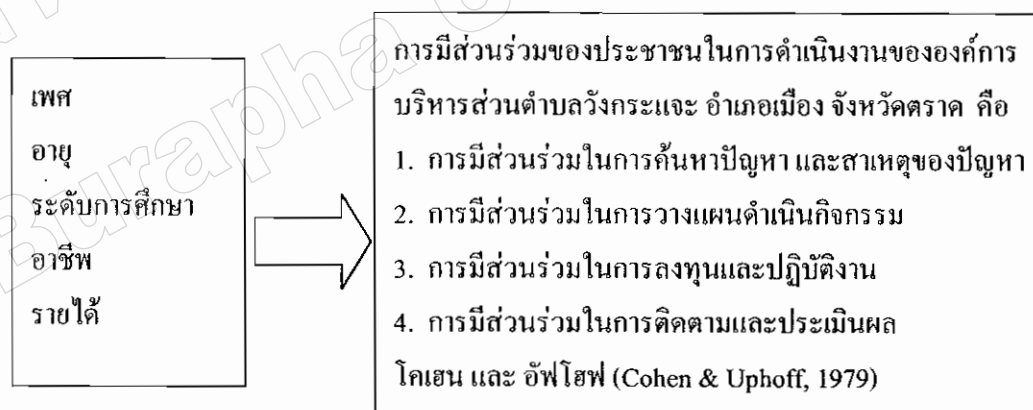 เพศ
อายุ
ระดับการศึกษา
อาชีพ
รายได้
การมีส่วนร่วมของประชาชนในการดำเนินงานขององค์การ
บริหารส่วนตำบลวังกระแจะ อำเภอเมือง จังหวัดตราด คือ
1. การมีส่วนร่วมในการค้นหาปัญหา และสาเหตุของปัญหา
2. การมีส่วนร่วมในการวางแผนดำเนินกิจกรรม
3. การมีส่วนร่วมในการลงทุนและปฏิบัติงาน
4. การมีส่วนร่วมในการติดตามและประเมินผล
โคเฮน และ อัฟโฮฟ (Cohen & Uphoff, 1979)
Burapha